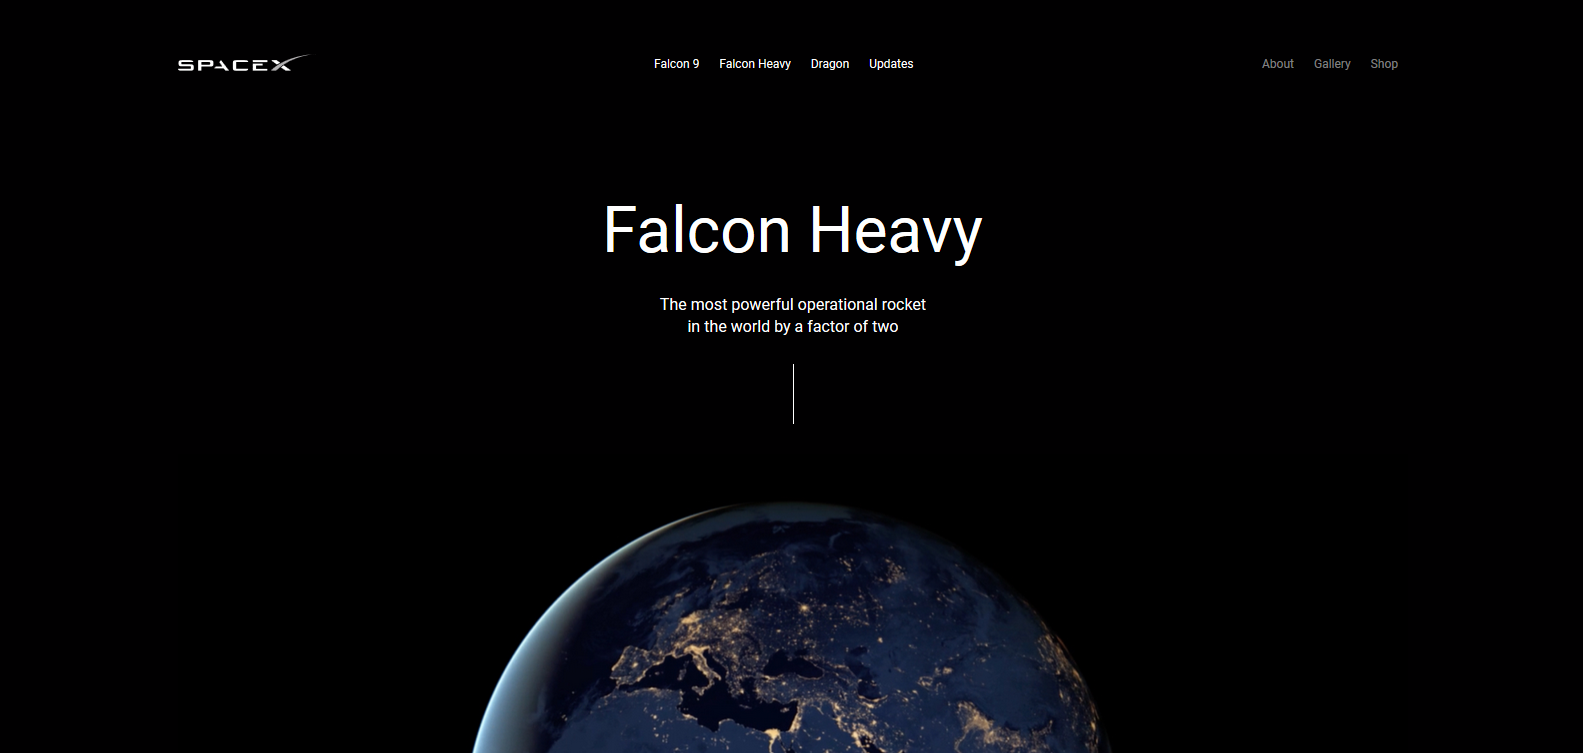 SPACEX
Falcon 9 Falcon Heavy Dragon Updates
About Gallery Shop
Falcon Heavy
The most powerful operational rocket
in the world by a factor of two